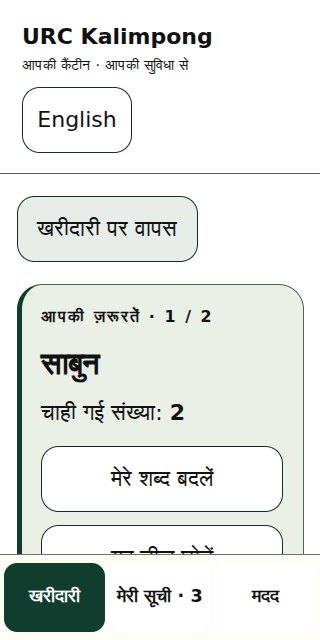 URC Kalimpong
आपकी कैंटीन · आपकी सुविधा से
English
खरीदारी पर वापस
आपकी ज़रूरतें · 1 / 2
साबुन
चाही गई संख्या: 2
मेरे शब्द बदलें
खरीदारी
मेरी सूची · 3
मदद